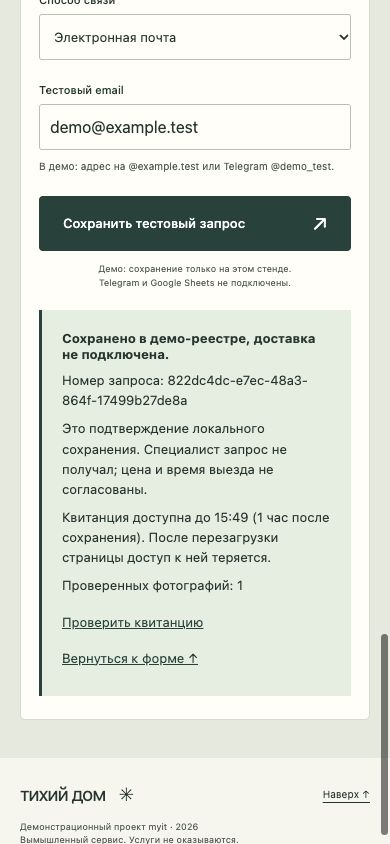 Способ связи
Электронная почта
Тестовый email
demo@example.test
В демо: адрес на @example.test или Telegram @demo_test.
Сохранить тестовый запрос
Демо: сохранение только на этом стенде.
Telegram и Google Sheets не подключены.
Сохранено в демо-реестре, доставка
не подключена.
Номер запроса: 822dc4dc-e7ec-48a3-
864f-17499b27de8a
Это подтверждение локального
сохранения. Специалист запрос не
получал; цена и время выезда не
согласованы.
Квитанция доступна до 15:49 (1 час после
сохранения). После перезагрузки
страницы доступ к ней теряется.
Проверенных фотографий: 1
Проверить квитанцию
Вернуться к форме ↑
ТИХИЙ ДОМ
Наверх ↑
Демонстрационный проект myit · 2026
Вымышленный сервис. Услуги не оказываются.